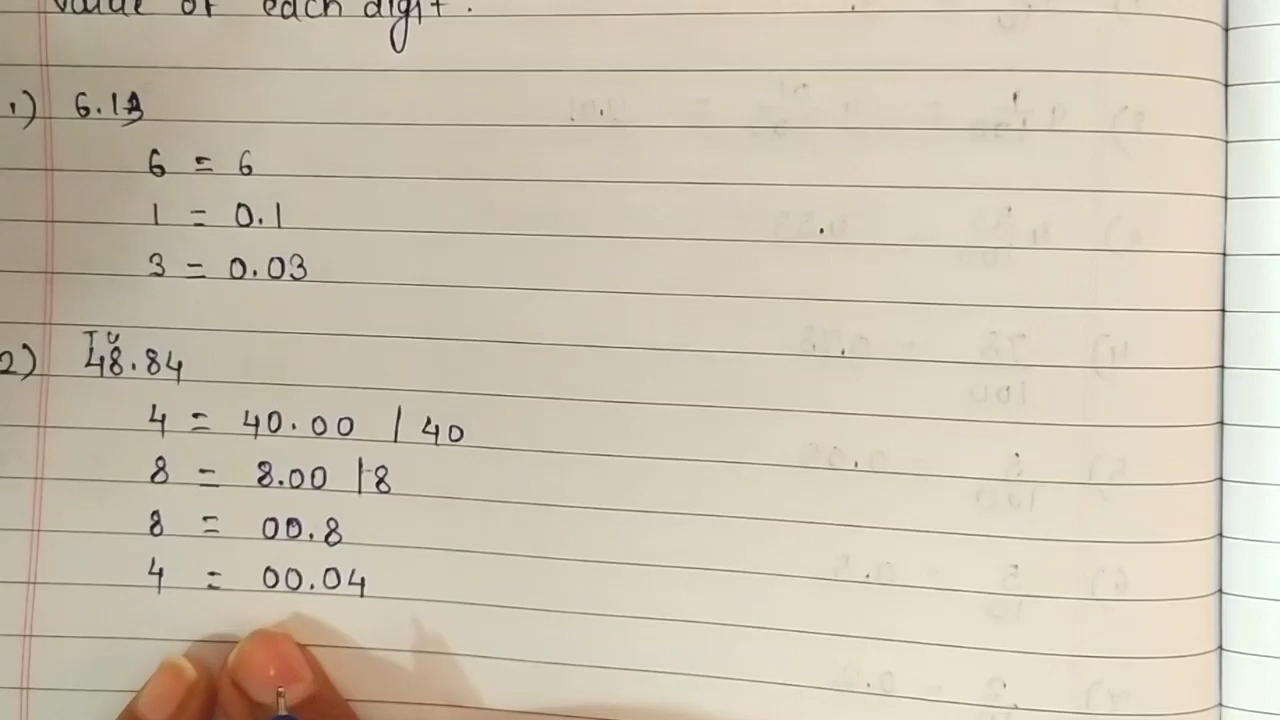 value of each digit.
1) 6.13
6 = 6
1 = 0.1
3 = 0.03
T U
2) 48.84
4 = 40.00 / 40
8 = 8.00 / 8
8 = 00.8
4 = 00.04